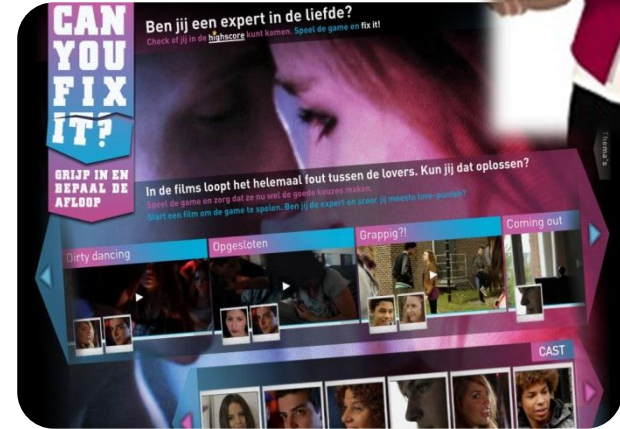 CAN
YOU
FIX
IT?
GRIJP IN EN
BEPAAL DE
AFLOOP
Ben jij een expert in de liefde?
Check of jij in de highscore kunt komen. Speel de game en fix it!
Thema's
In de films loopt het helemaal fout tussen de lovers. Kun jij dat oplossen?
Speel de game en zorg dat ze nu wel de goede keuzes maken.
Start een film om de game te spelen. Ben jij de expert en scoor jij meeste love-punten?
Dirty dancing
Opgesloten
Grappig?!
Coming out
CAST